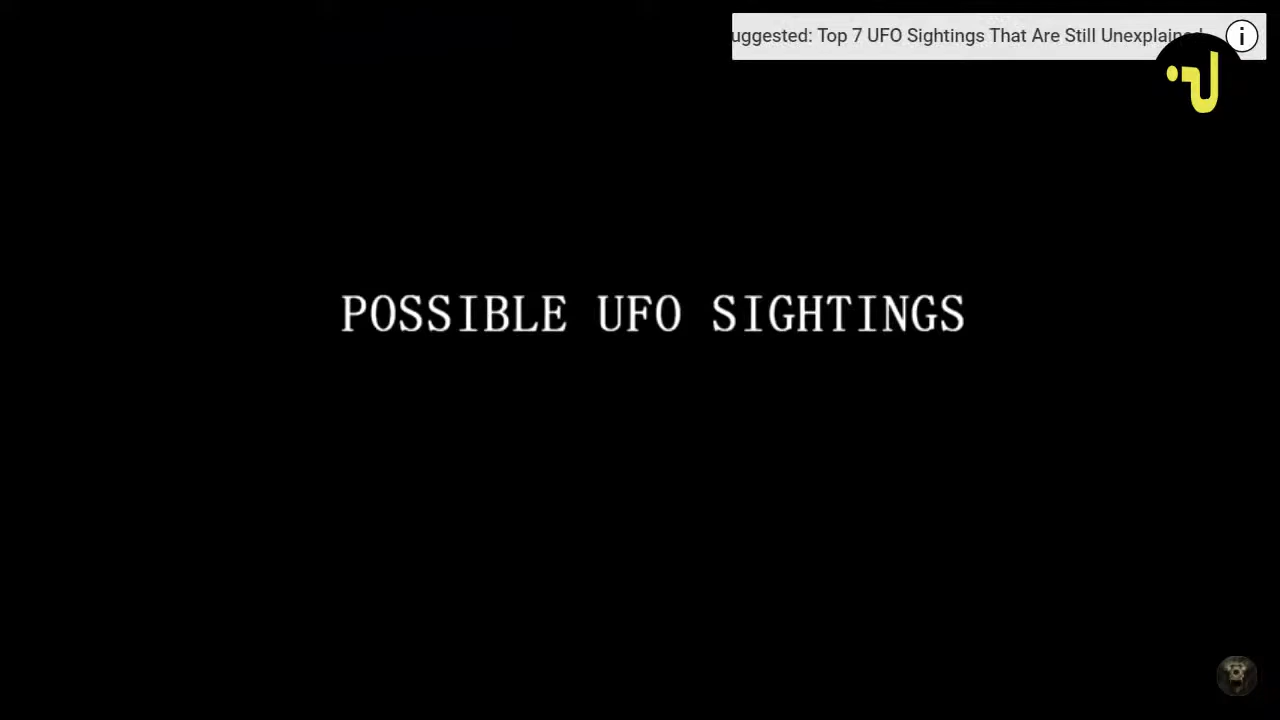 uggested: Top 7 UFO Sightings That Are Still Unexplained
POSSIBLE UFO SIGHTINGS